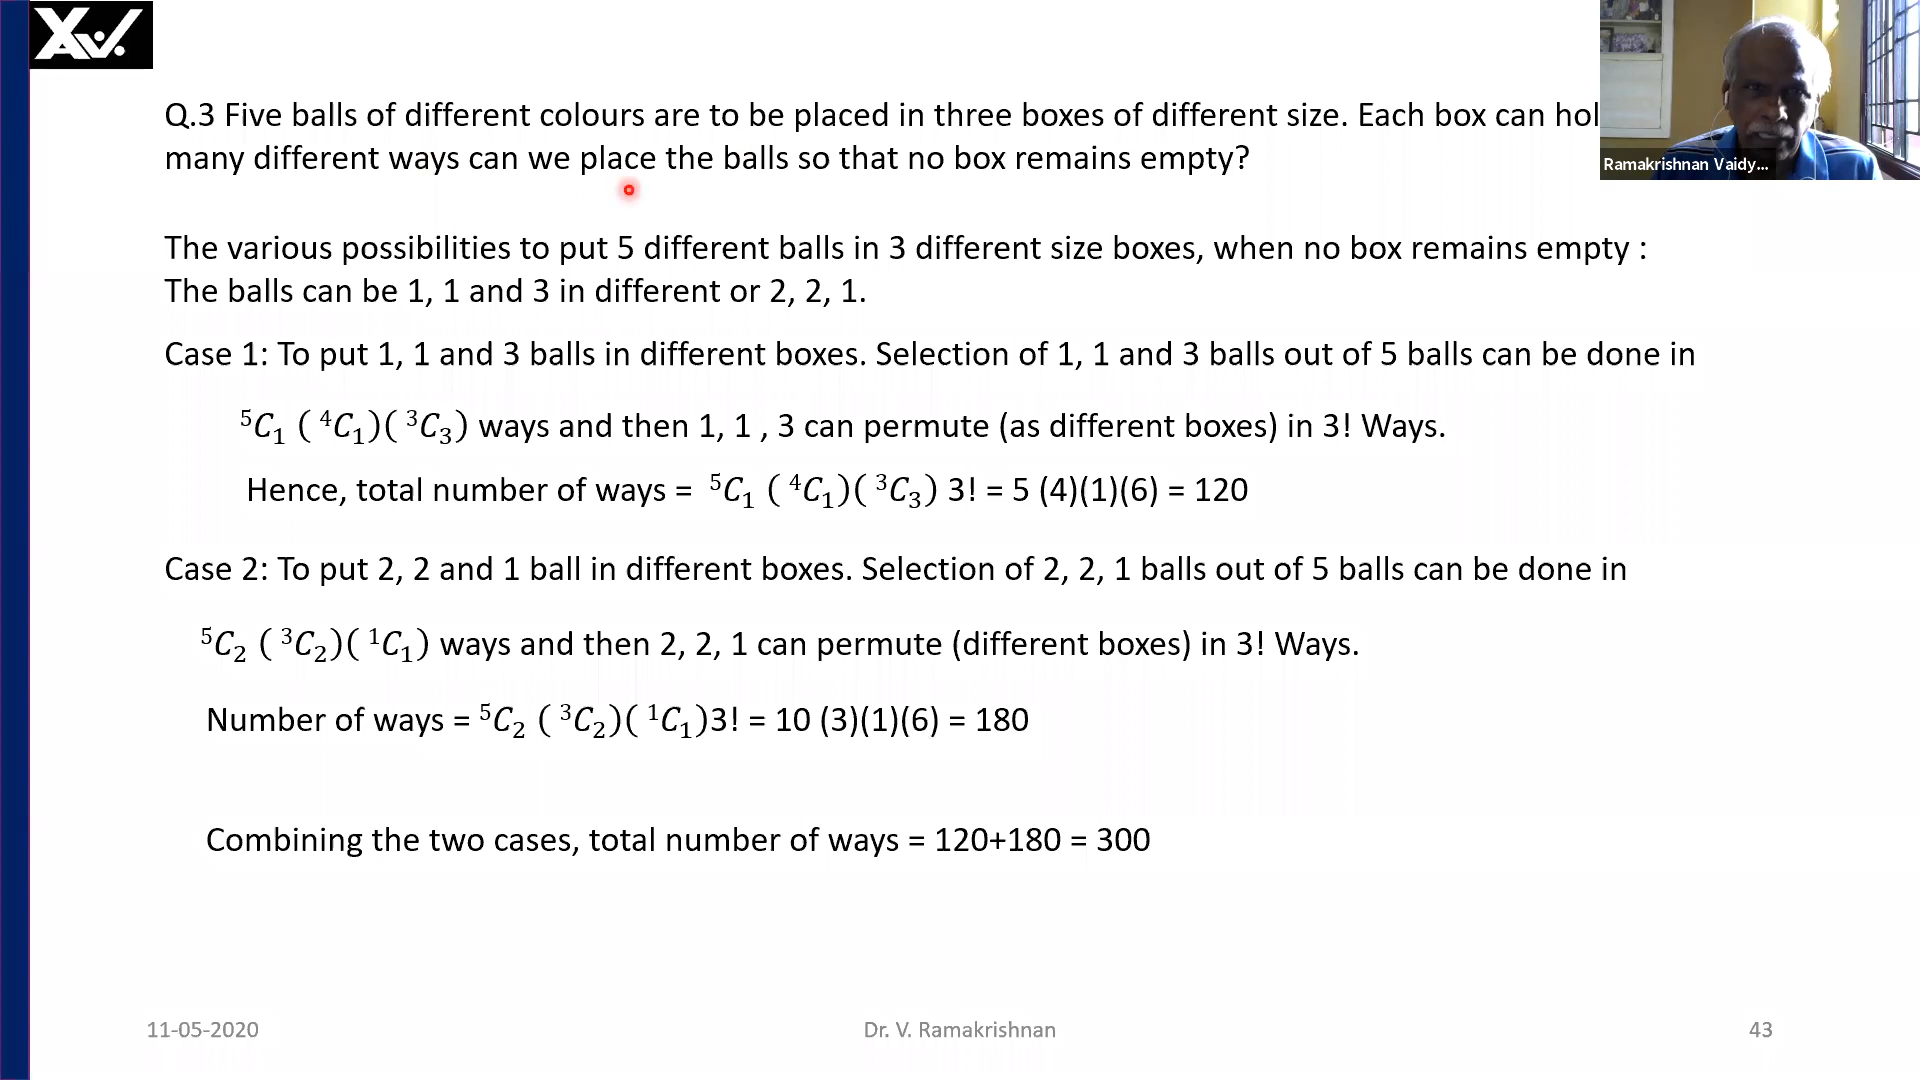 XV.
Q.3 Five balls of different colours are to be placed in three boxes of different size. Each box can hol
many different ways can we place the balls so that no box remains empty?
Ramakrishnan Vaidy...
The various possibilities to put 5 different balls in 3 different size boxes, when no box remains empty :
The balls can be 1, 1 and 3 in different or 2, 2, 1.
Case 1: To put 1, 1 and 3 balls in different boxes. Selection of 1, 1 and 3 balls out of 5 balls can be done in
⁵C₁ ( ⁴C₁)( ³C₃) ways and then 1, 1 , 3 can permute (as different boxes) in 3! Ways.
Hence, total number of ways = ⁵C₁ ( ⁴C₁)( ³C₃) 3! = 5 (4)(1)(6) = 120
Case 2: To put 2, 2 and 1 ball in different boxes. Selection of 2, 2, 1 balls out of 5 balls can be done in
⁵C₂ ( ³C₂)( ¹C₁) ways and then 2, 2, 1 can permute (different boxes) in 3! Ways.
Number of ways = ⁵C₂ ( ³C₂)( ¹C₁)3! = 10 (3)(1)(6) = 180
Combining the two cases, total number of ways = 120+180 = 300
11-05-2020
Dr. V. Ramakrishnan
43